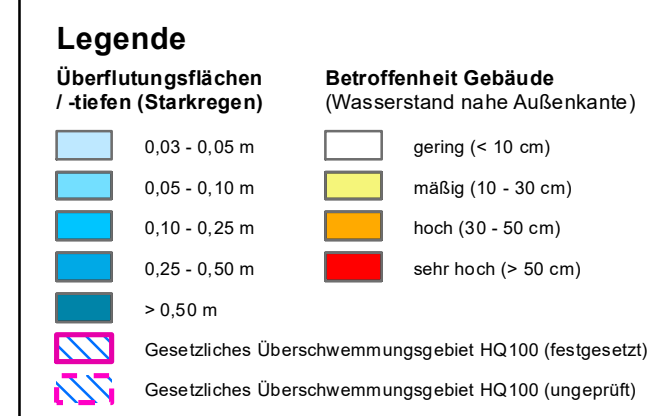 Legende
Überflutungsflächen
/ -tiefen (Starkregen)
0,03 - 0,05 m
0,05 - 0,10 m
0,10 - 0,25 m
0,25 - 0,50 m
> 0,50 m
Betroffenheit Gebäude
(Wasserstand nahe Außenkante)
gering (< 10 cm)
mäßig (10 - 30 cm)
hoch (30 - 50 cm)
sehr hoch (> 50 cm)
Gesetzliches Überschwemmungsgebiet HQ100 (festgesetzt)
Gesetzliches Überschwemmungsgebiet HQ100 (ungeprüft)